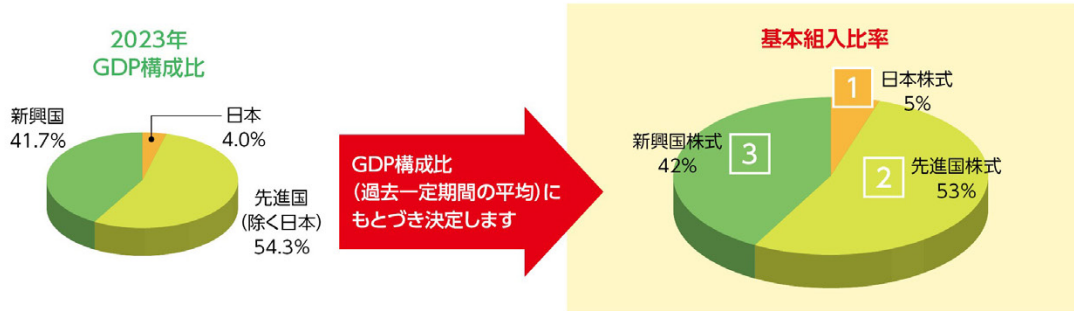 2023年
GDP構成比
新興国
41.7%
日本
4.0%
先進国
(除く日本)
54.3%
GDP構成比
(過去一定期間の平均)に
もとづき決定します
基本組入比率
1
日本株式
5%
新興国株式
42%
3
2
先進国株式
53%